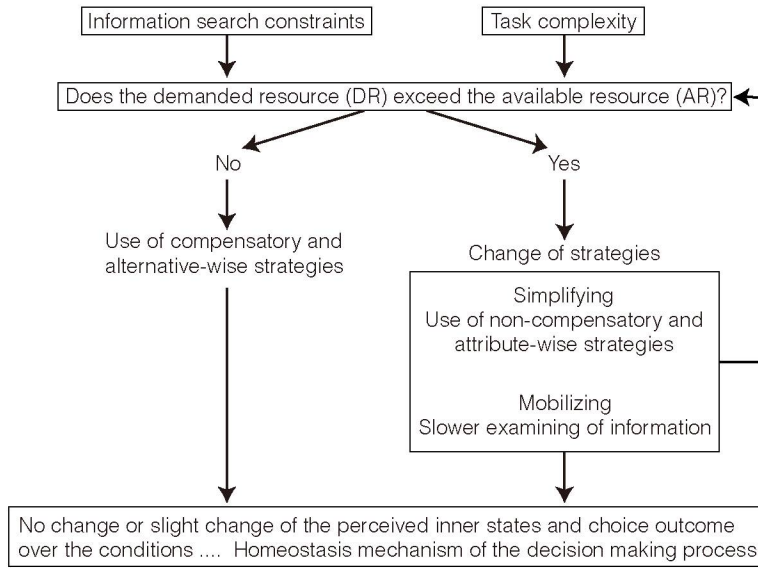 Information search constraints
Task complexity
Does the demanded resource (DR) exceed the available resource (AR)?
No
Yes
Use of compensatory and
alternative-wise strategies
Change of strategies
Simplifying
Use of non-compensatory and
attribute-wise strategies
Mobilizing
Slower examining of information
No change or slight change of the perceived inner states and choice outcome
over the conditions .... Homeostasis mechanism of the decision making process